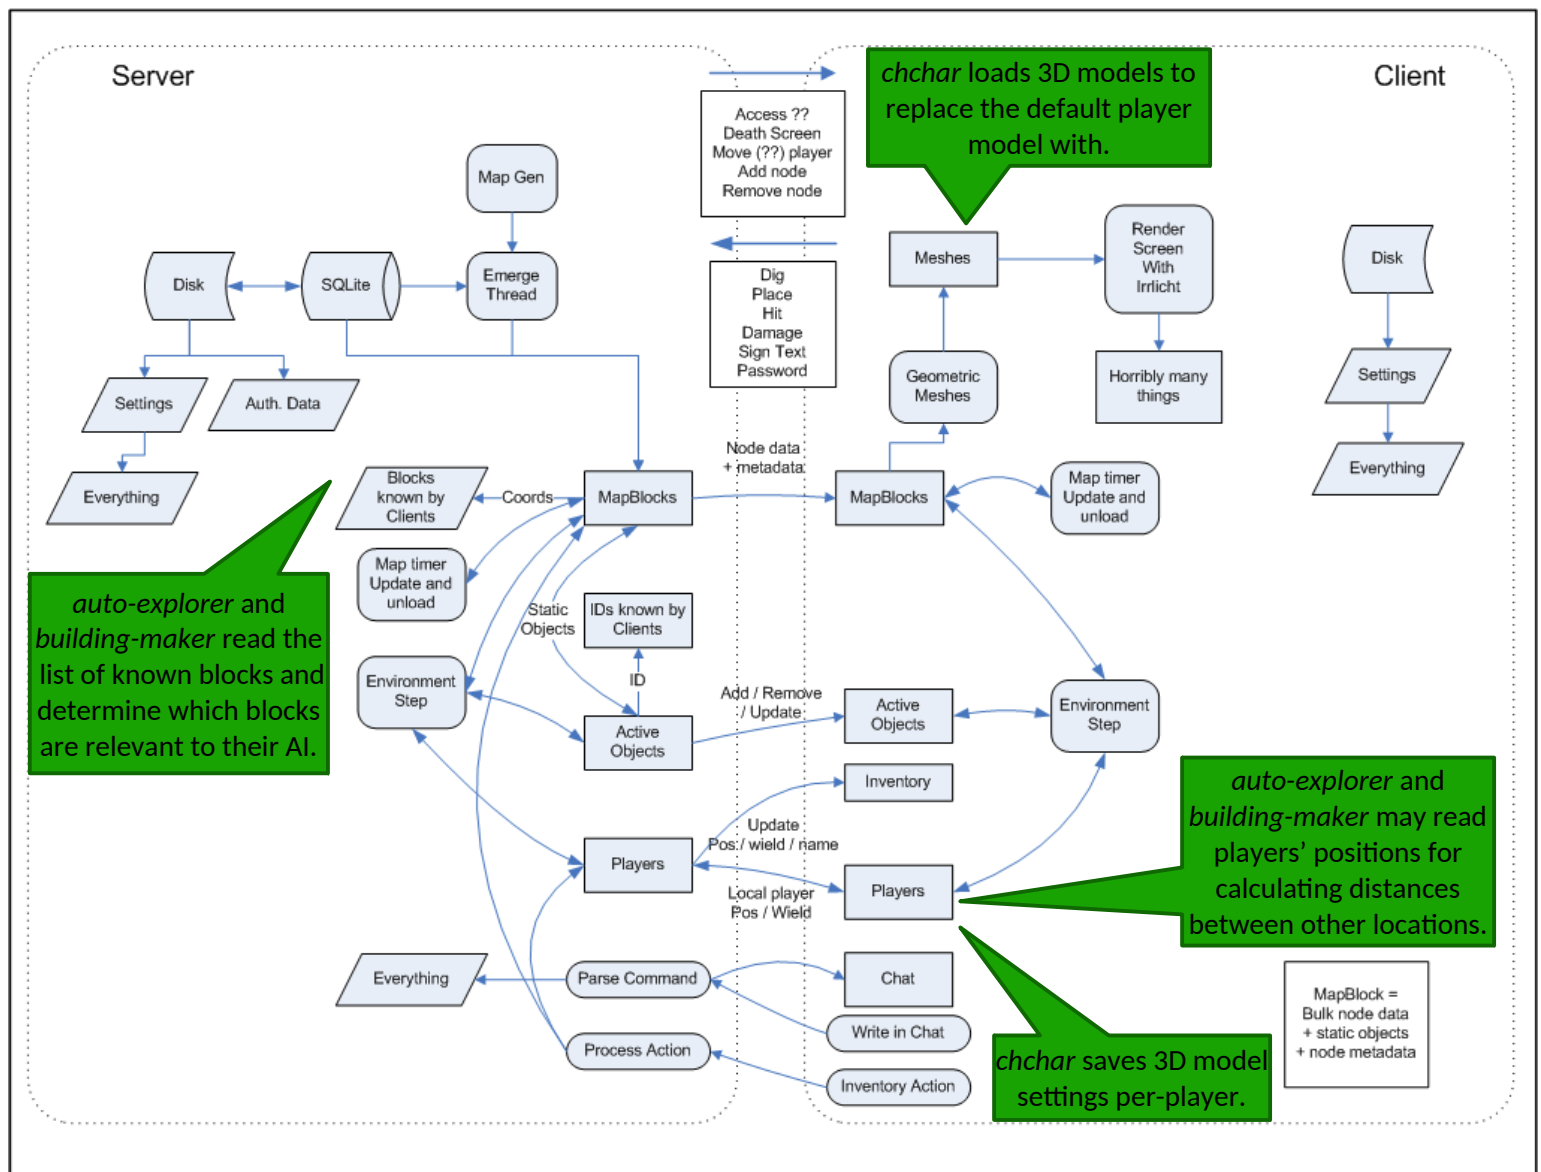 Server
Client
chchar loads 3D models to
replace the default player
model with.
Access ??
Death Screen
Move (??) player
Add node
Remove node
Map Gen
Disk
SQLite
Emerge
Thread
Dig
Place
Hit
Damage
Sign Text
Password
Meshes
Render
Screen
With
Irrlicht
Disk
Settings
Auth. Data
Everything
Geometric
Meshes
Horribly many
things
Settings
Everything
Node data
+ metadata
Blocks
known by
Clients
Coords
MapBlocks
MapBlocks
Map timer
Update and
unload
Map timer
Update and
unload
auto-explorer and
building-maker read the
list of known blocks and
determine which blocks
are relevant to their AI.
Static
Objects
IDs known by
Clients
ID
Environment
Step
Active
Objects
Add / Remove
/ Update
Active
Objects
Environment
Step
Inventory
Update
Pos / wield / name
Players
Local player
Pos / Wield
Players
auto-explorer and
building-maker may read
players’ positions for
calculating distances
between other locations.
Everything
Parse Command
Chat
Write in Chat
Process Action
Inventory Action
chchar saves 3D model
settings per-player.
MapBlock =
Bulk node data
+ static objects
+ node metadata